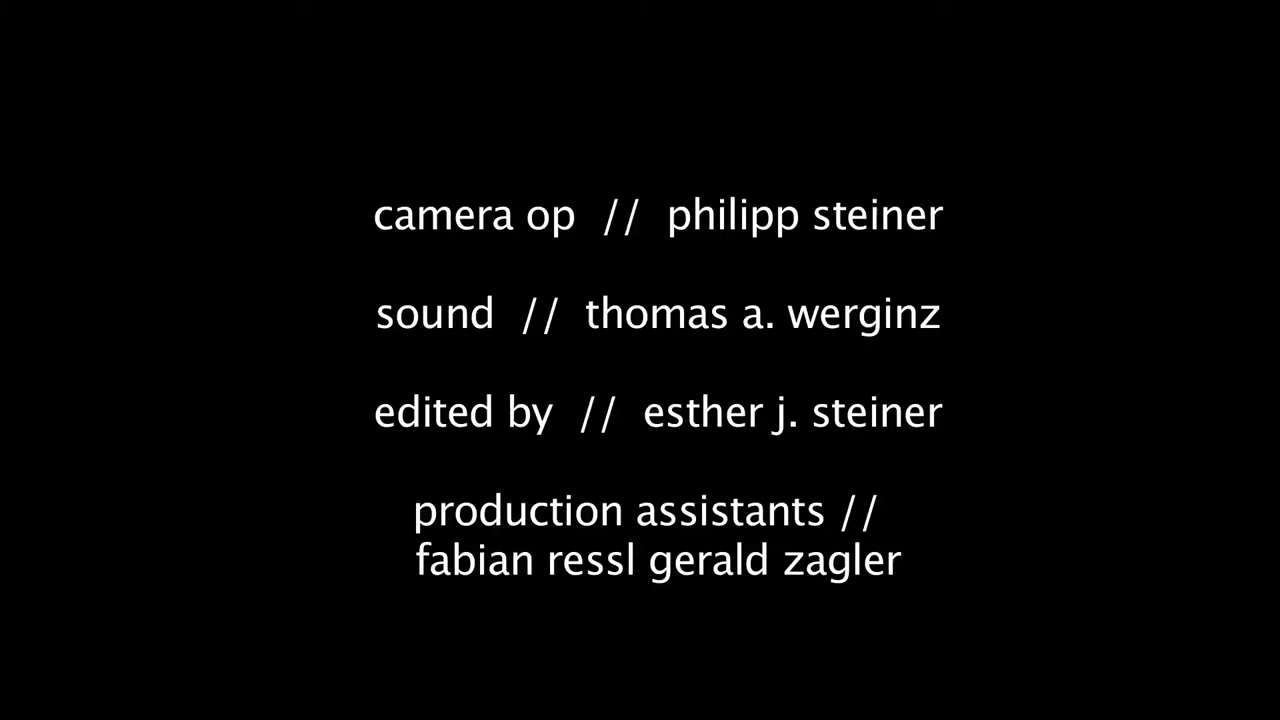 camera op // philipp steiner
sound // thomas a. werginz
edited by // esther j. steiner
production assistants //
fabian ressl gerald zagler